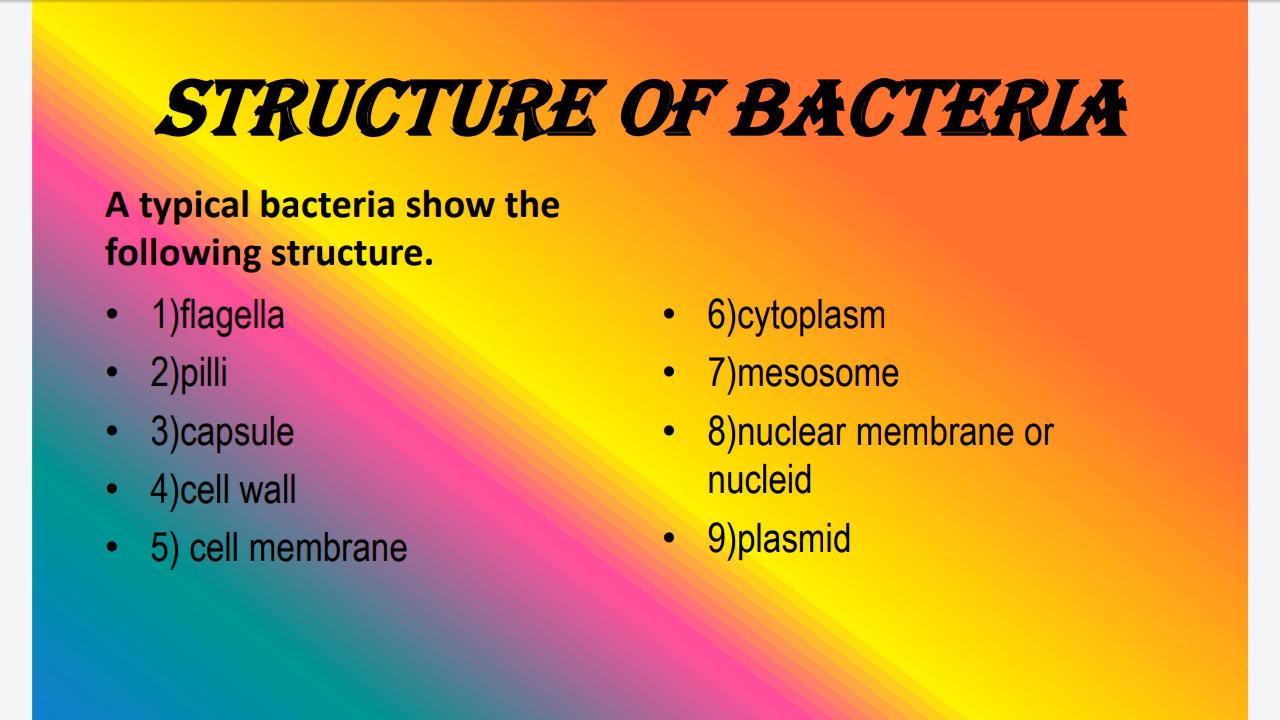 STRUCTURE OF BACTERIA
A typical bacteria show the
following structure.
• 1)flagella
• 2)pilli
• 3)capsule
• 4)cell wall
• 5) cell membrane
• 6)cytoplasm
• 7)mesosome
• 8)nuclear membrane or
nucleid
• 9)plasmid